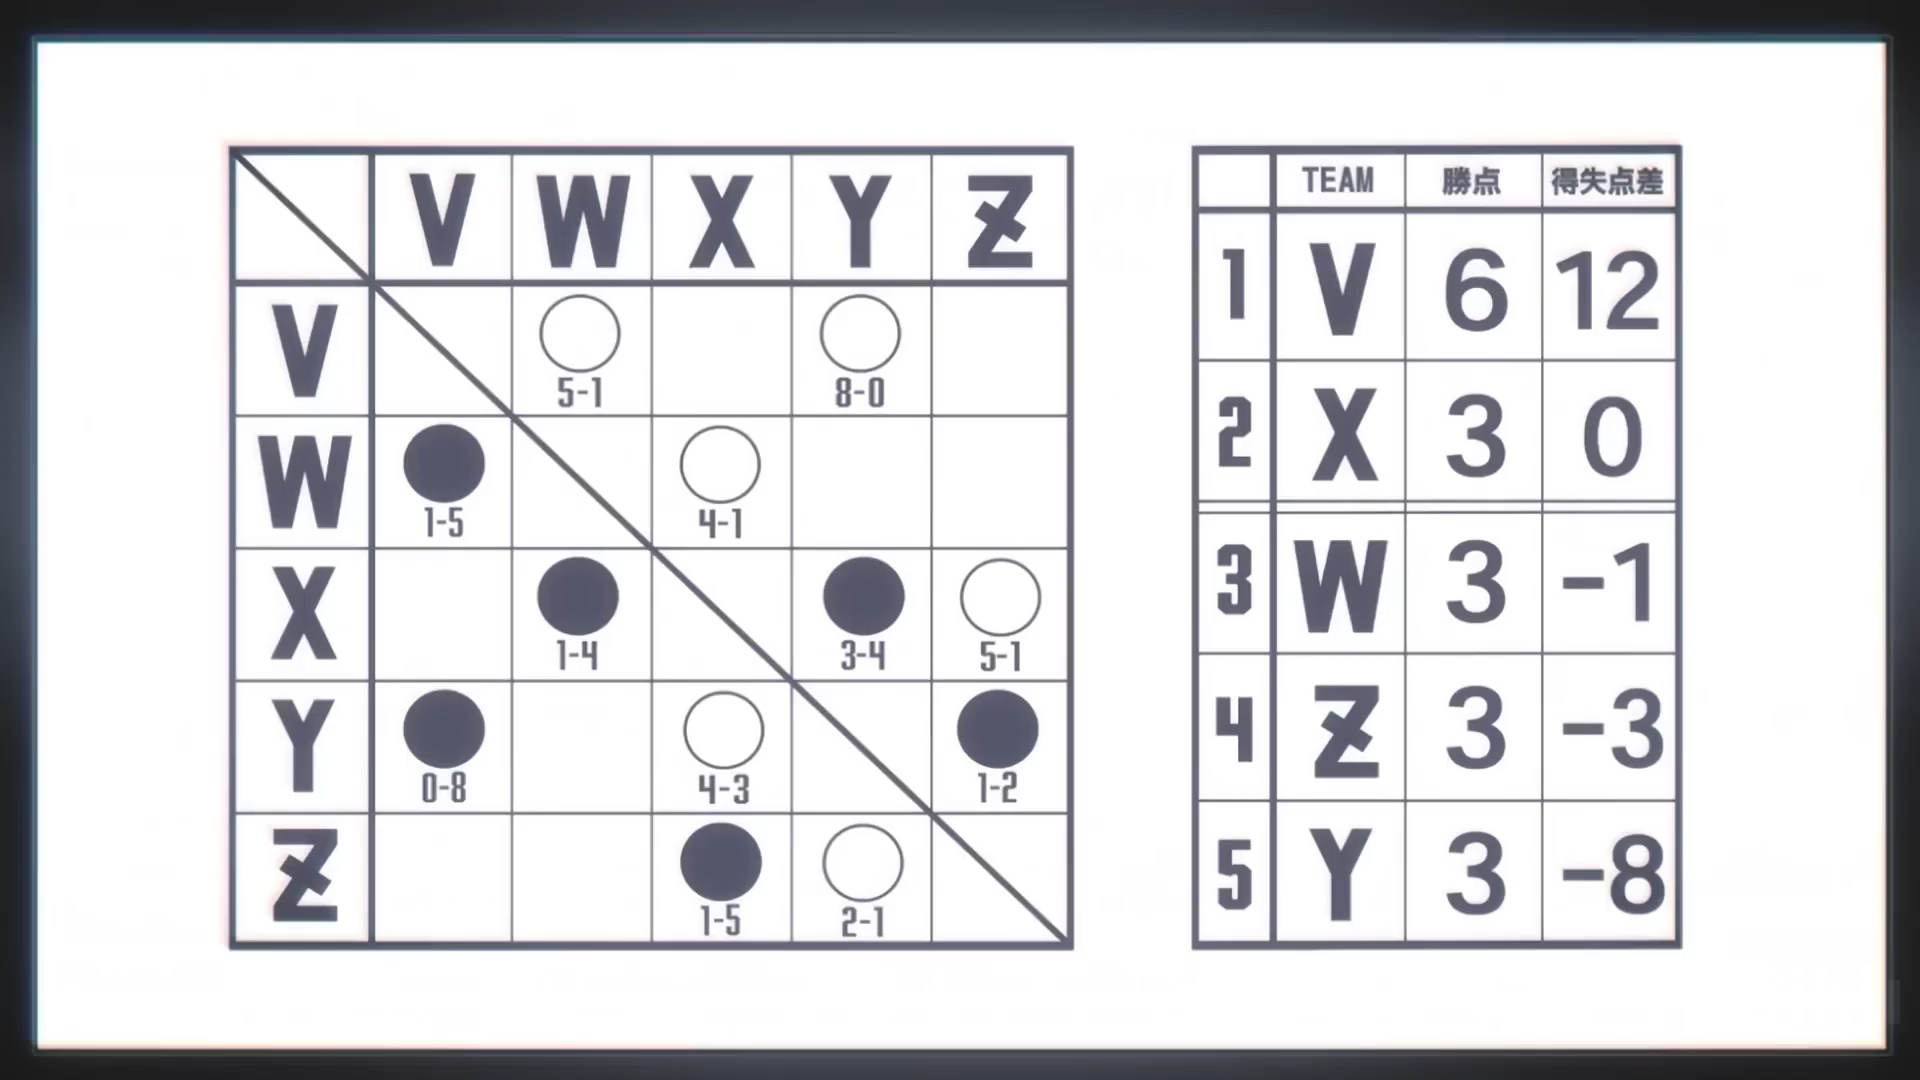 V W X Y Z
V 5-1 8-0
W 1-5 4-1
X 1-4 3-4 5-1
Y 0-8 4-3 1-2
Z 1-5 2-1
TEAM 勝点 得失点差
1 V 6 12
2 X 3 0
3 W 3 -1
4 Z 3 -3
5 Y 3 -8